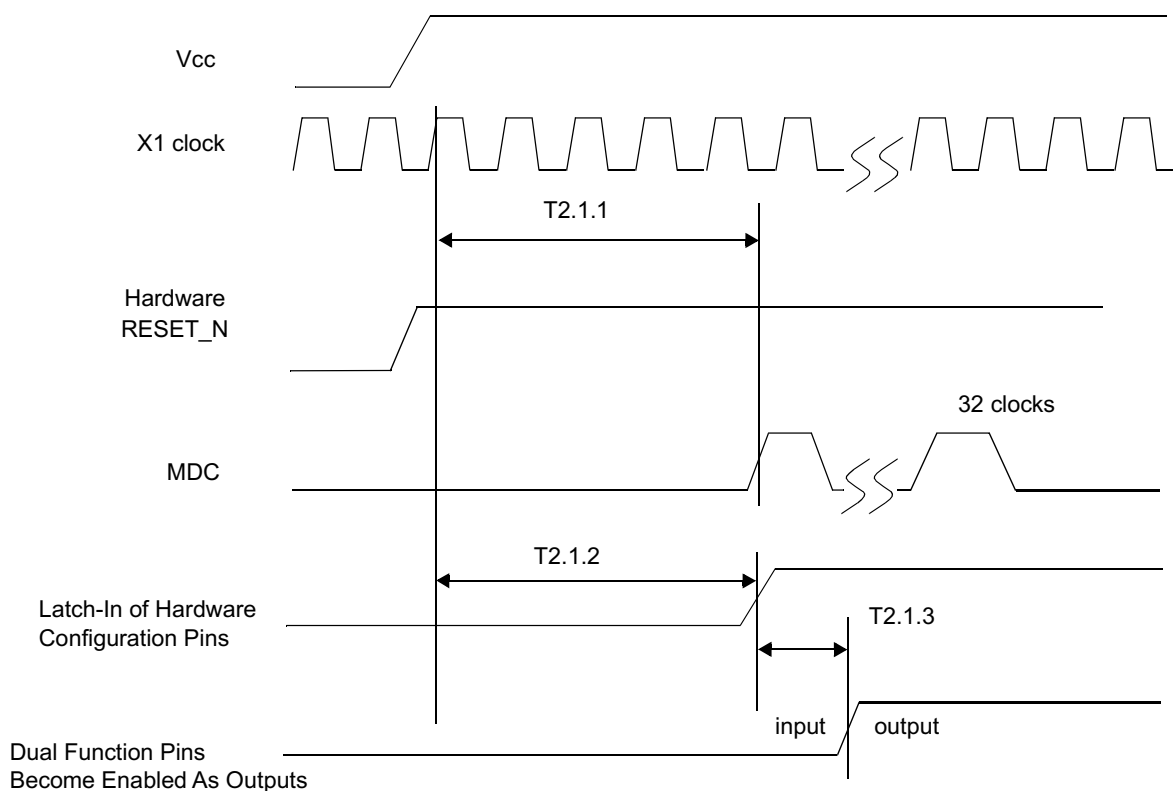 Vcc
X1 clock
T2.1.1
Hardware
RESET_N
32 clocks
MDC
T2.1.2
Latch-In of Hardware
Configuration Pins
T2.1.3
input
output
Dual Function Pins
Become Enabled As Outputs